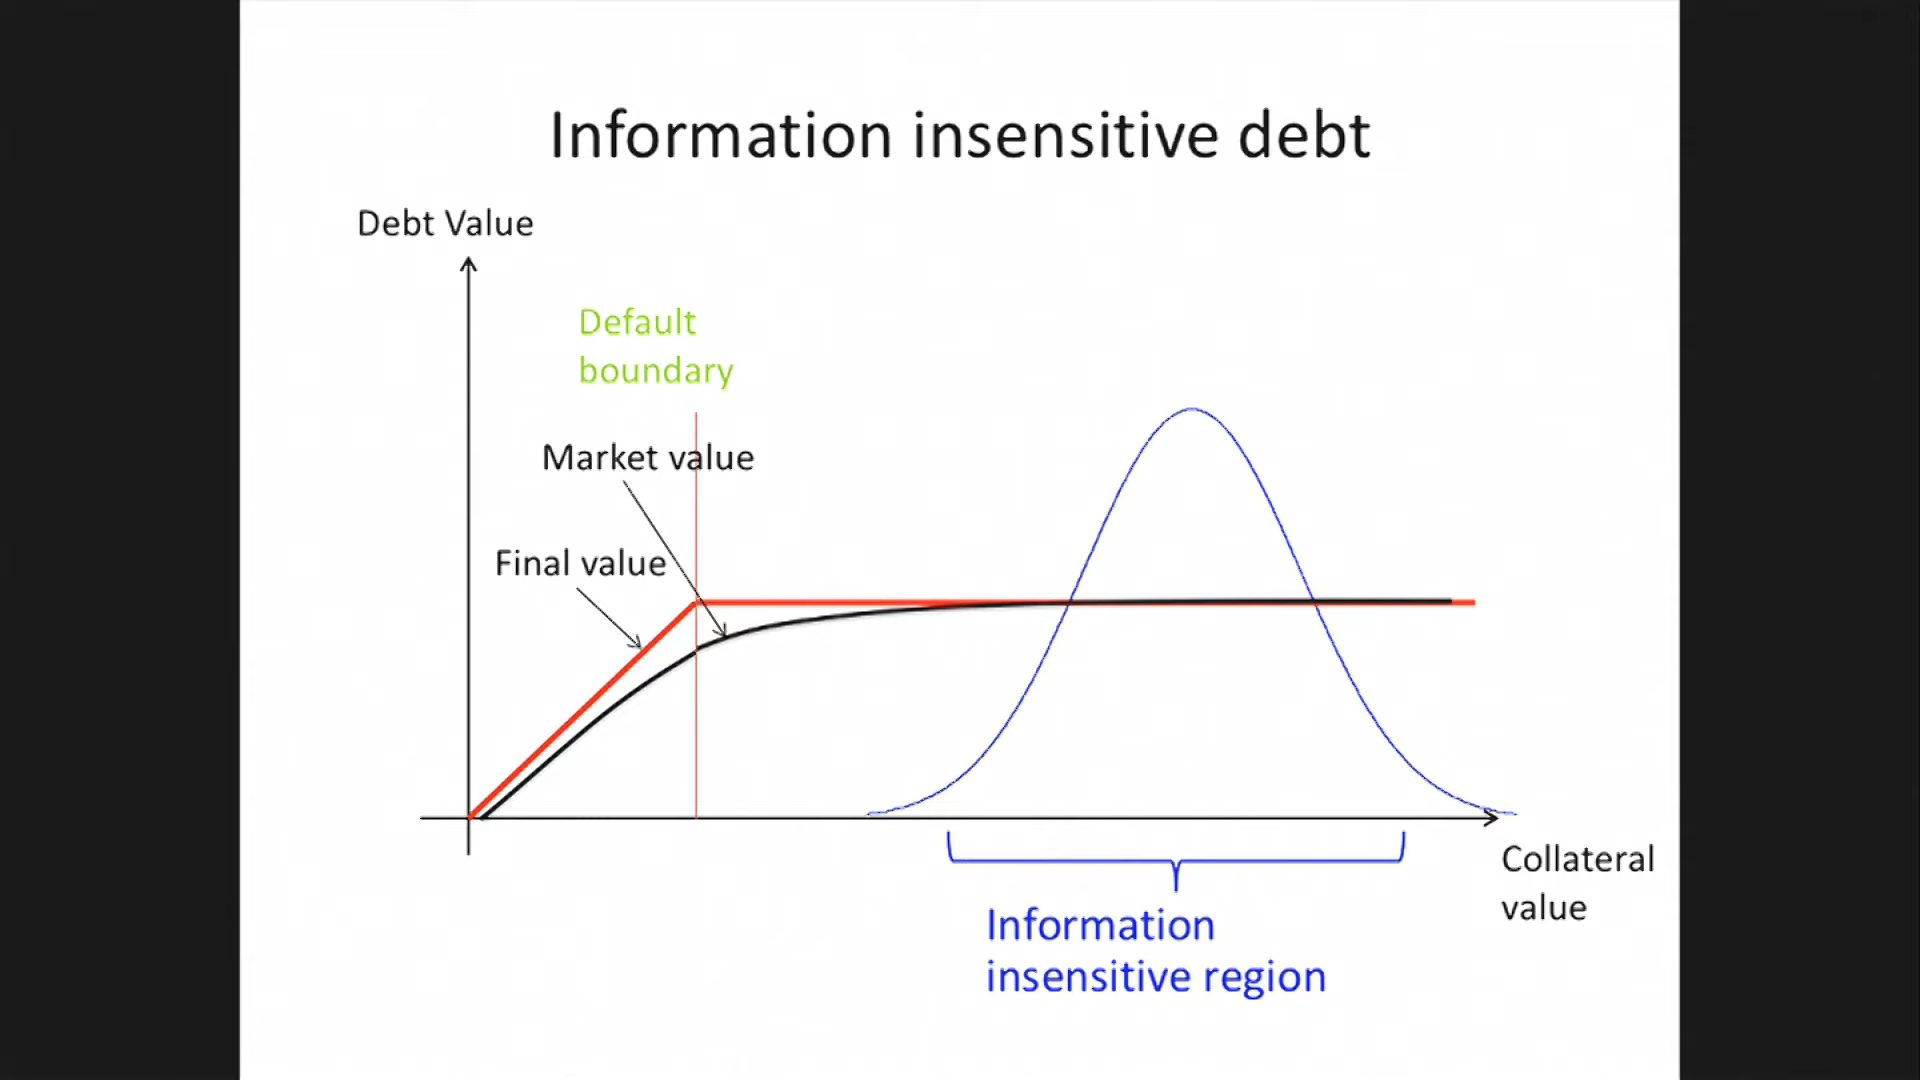 Information insensitive debt
Debt Value
Default
boundary
Market value
Final value
Collateral
value
Information
insensitive region